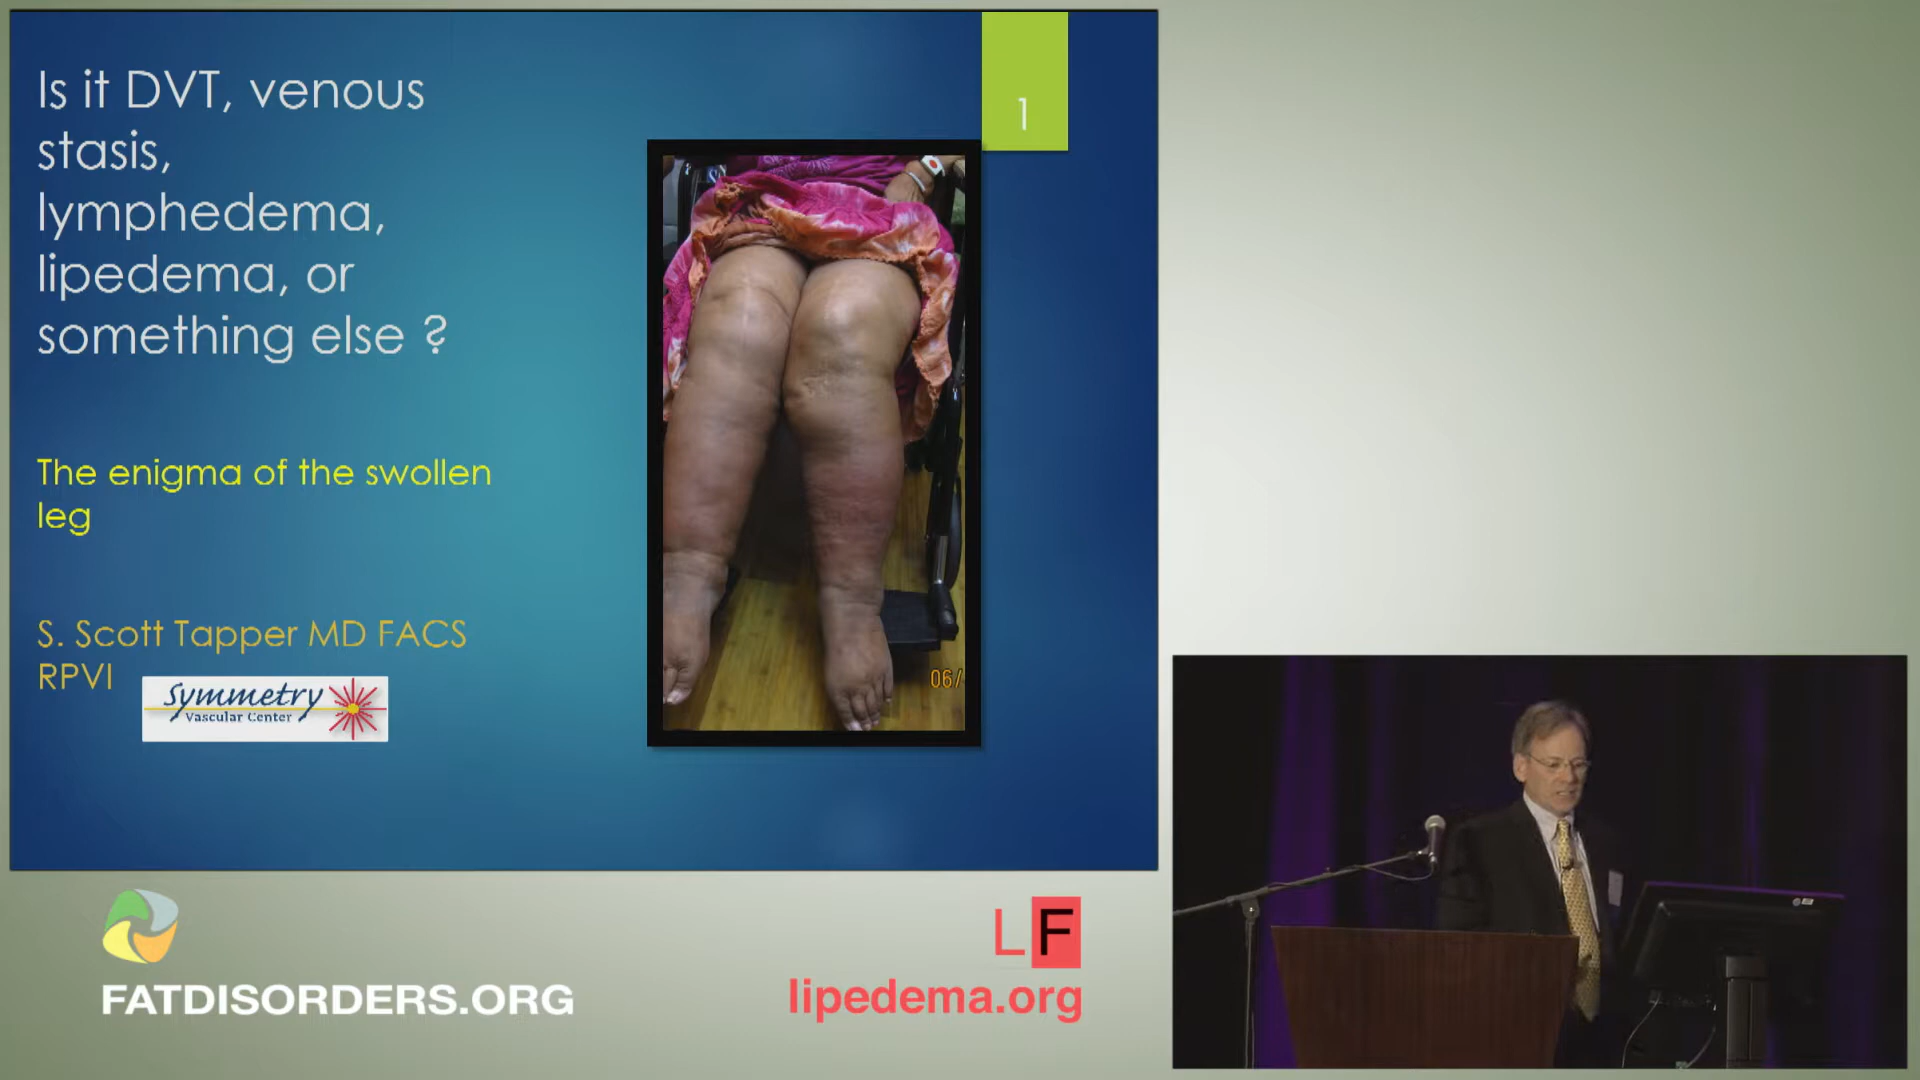 Is it DVT, venous
stasis,
lymphedema,
lipedema, or
something else ?
The enigma of the swollen
leg
S. Scott Tapper MD FACS
RPVI
Symmetry
Vascular Center
1
06/
FATDISORDERS.ORG
LF
lipedema.org